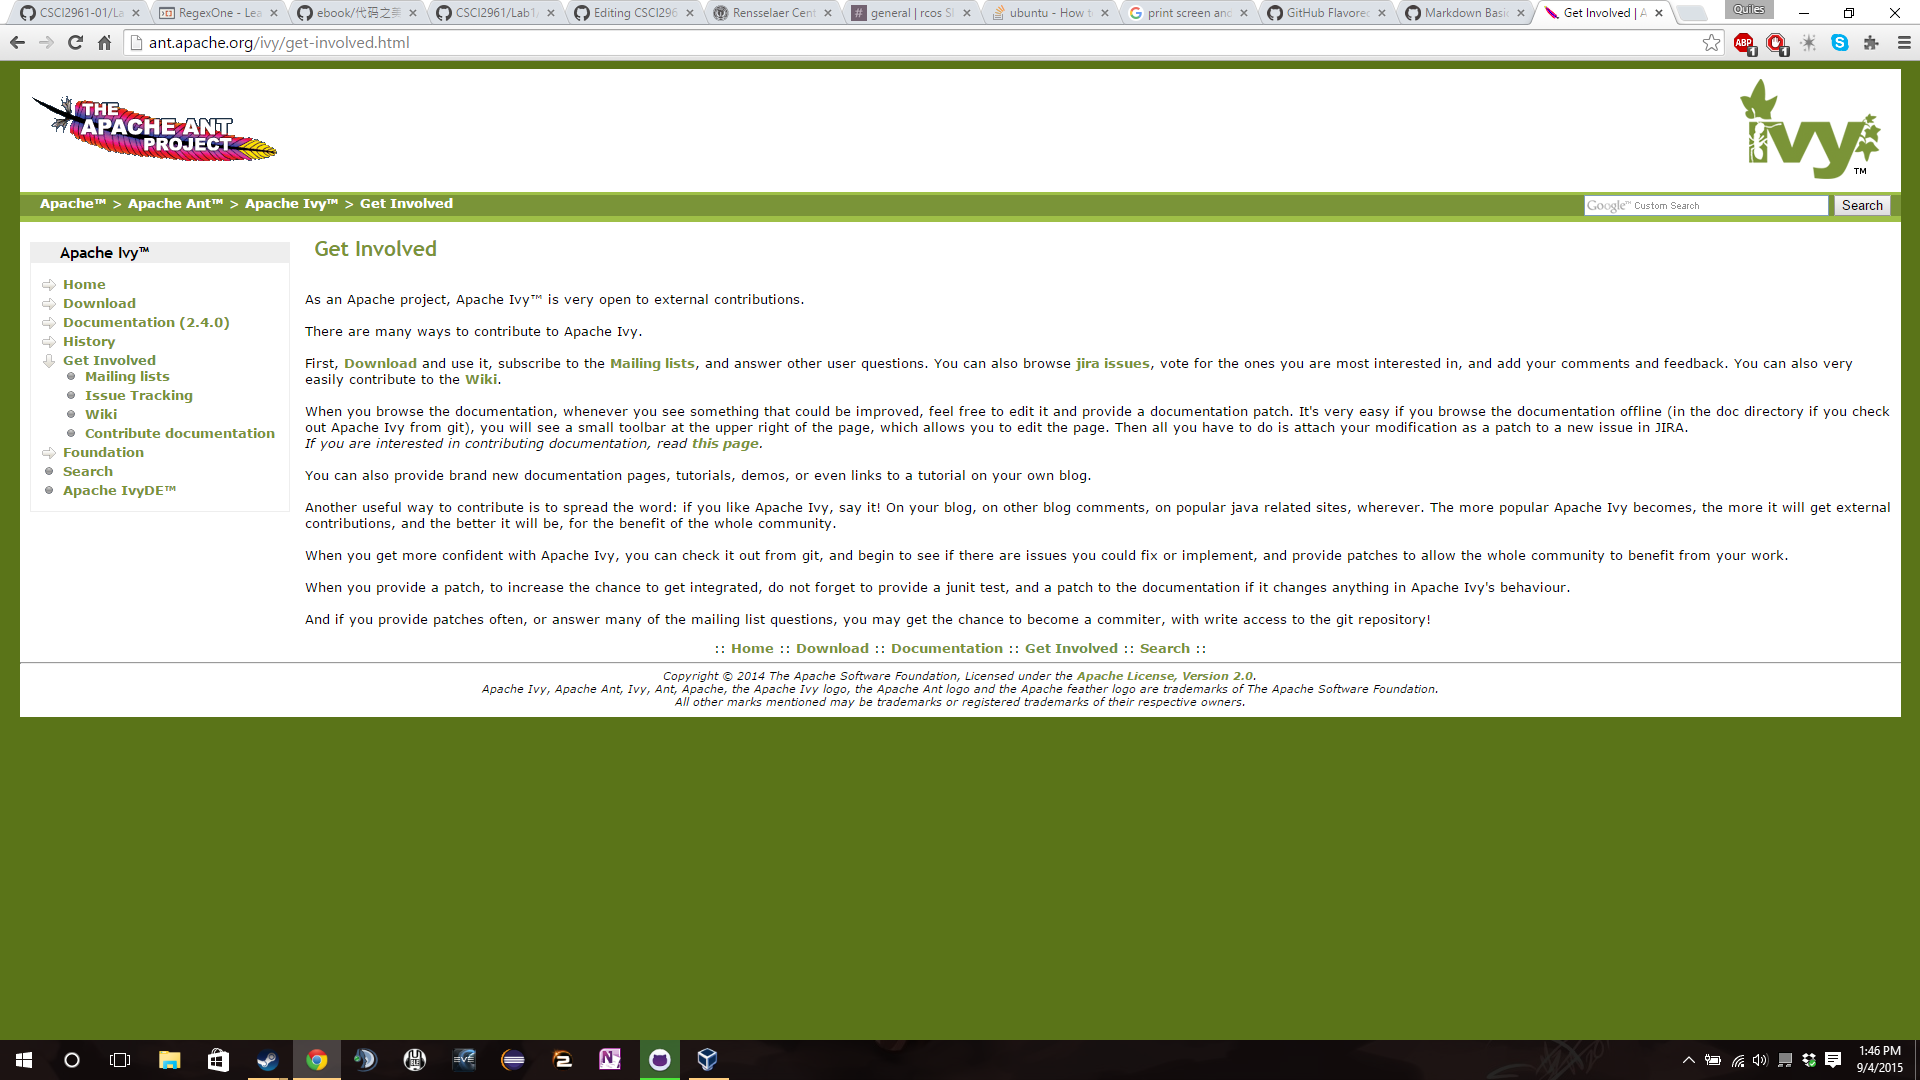 CSCI2961-01/La
RegexOne - Lea
ebook/代码之美
CSCI2961/Lab1/
Editing CSCI296
Rensselaer Cent
general | rcos Sl
ubuntu - How t
print screen and
GitHub Flavored
Markdown Basic
Get Involved | A
Quiles
ant.apache.org/ivy/get-involved.html
ABP
1
1
THE
APACHE ANT
PROJECT
ivy
TM
Apache™ > Apache Ant™ > Apache Ivy™ > Get Involved
Google™ Custom Search
Search
Apache Ivy™
Home
Download
Documentation (2.4.0)
History
Get Involved
Mailing lists
Issue Tracking
Wiki
Contribute documentation
Foundation
Search
Apache IvyDE™
Get Involved
As an Apache project, Apache Ivy™ is very open to external contributions.
There are many ways to contribute to Apache Ivy.
First, Download and use it, subscribe to the Mailing lists, and answer other user questions. You can also browse jira issues, vote for the ones you are most interested in, and add your comments and feedback. You can also very
easily contribute to the Wiki.
When you browse the documentation, whenever you see something that could be improved, feel free to edit it and provide a documentation patch. It's very easy if you browse the documentation offline (in the doc directory if you check
out Apache Ivy from git), you will see a small toolbar at the upper right of the page, which allows you to edit the page. Then all you have to do is attach your modification as a patch to a new issue in JIRA.
If you are interested in contributing documentation, read this page.
You can also provide brand new documentation pages, tutorials, demos, or even links to a tutorial on your own blog.
Another useful way to contribute is to spread the word: if you like Apache Ivy, say it! On your blog, on other blog comments, on popular java related sites, wherever. The more popular Apache Ivy becomes, the more it will get external
contributions, and the better it will be, for the benefit of the whole community.
When you get more confident with Apache Ivy, you can check it out from git, and begin to see if there are issues you could fix or implement, and provide patches to allow the whole community to benefit from your work.
When you provide a patch, to increase the chance to get integrated, do not forget to provide a junit test, and a patch to the documentation if it changes anything in Apache Ivy's behaviour.
And if you provide patches often, or answer many of the mailing list questions, you may get the chance to become a commiter, with write access to the git repository!
:: Home :: Download :: Documentation :: Get Involved :: Search ::
Copyright © 2014 The Apache Software Foundation, Licensed under the Apache License, Version 2.0.
Apache Ivy, Apache Ant, Ivy, Ant, Apache, the Apache Ivy logo, the Apache Ant logo and the Apache feather logo are trademarks of The Apache Software Foundation.
All other marks mentioned may be trademarks or registered trademarks of their respective owners.
EVE
2
N
1:46 PM
9/4/2015